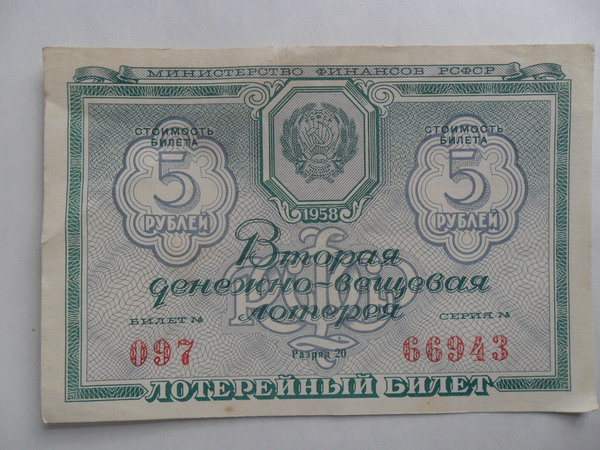 МИНИСТЕРСТВО ФИНАНСОВ РСФСР
СТОИМОСТЬ БИЛЕТА
5
РУБЛЕЙ
СТОИМОСТЬ БИЛЕТА
5
РУБЛЕЙ
1958
Вторая
денежно-вещевая
лотерея
РСФСР
БИЛЕТ №
097
Разряд 20
СЕРИЯ №
66943
ЛОТЕРЕЙНЫЙ БИЛЕТ